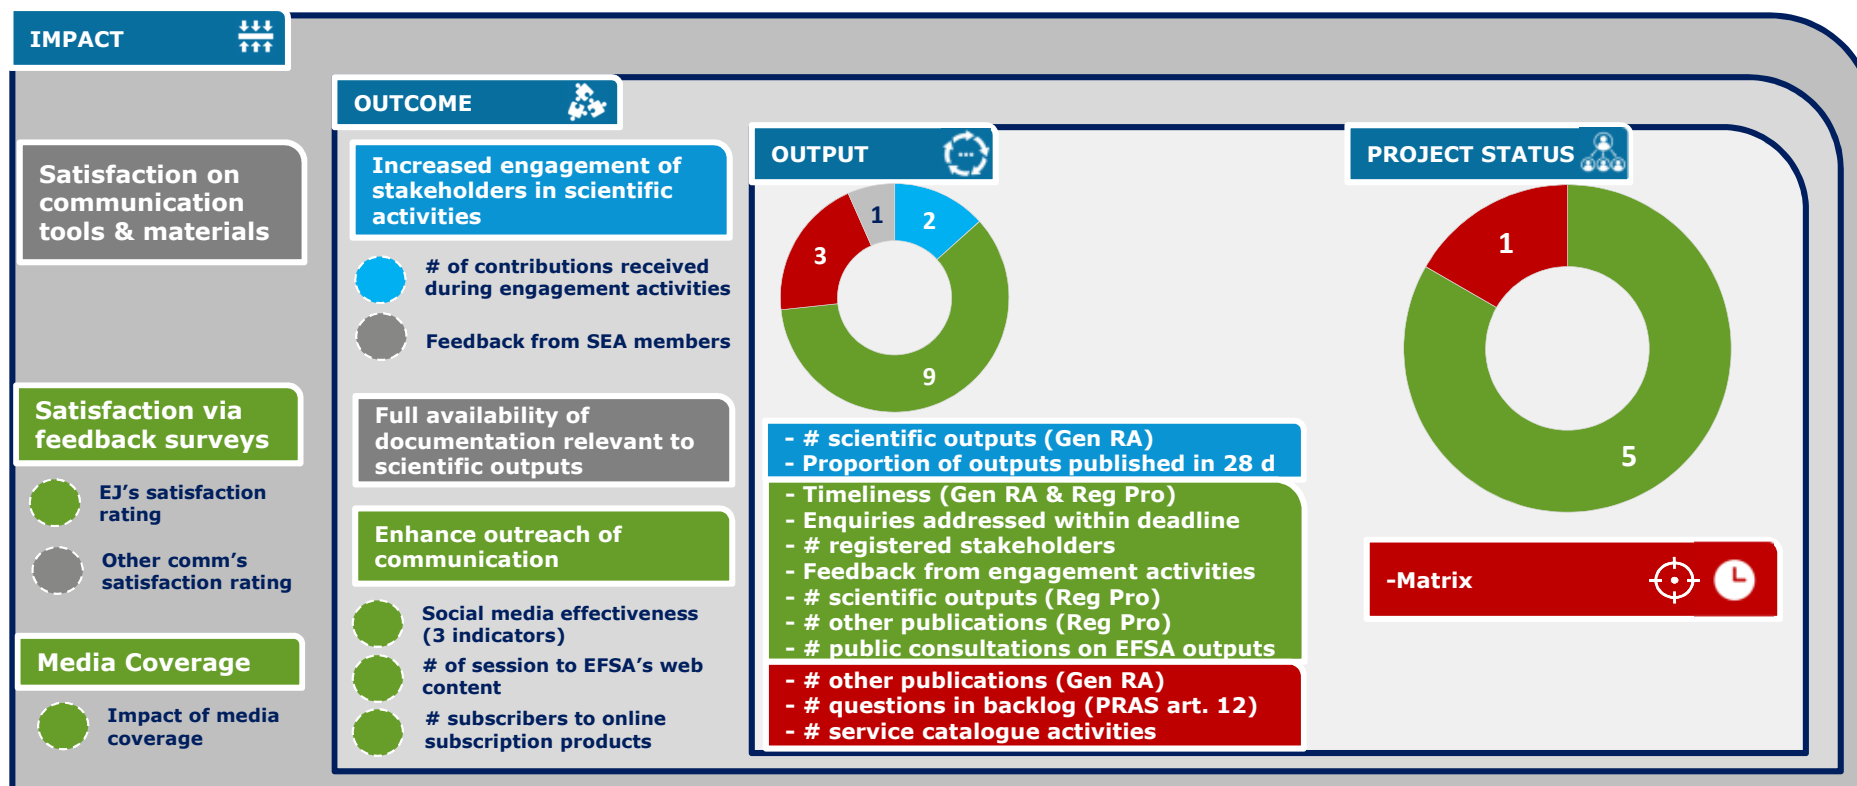 IMPACT
Satisfaction on
communication
tools & materials
Satisfaction via
feedback surveys
EJ's satisfaction
rating
Other comm's
satisfaction rating
Media Coverage
Impact of media
coverage
OUTCOME
Increased engagement of
stakeholders in scientific
activities
# of contributions received
during engagement activities
Feedback from SEA members
Full availability of
documentation relevant to
scientific outputs
Enhance outreach of
communication
Social media effectiveness
(3 indicators)
# of session to EFSA's web
content
# subscribers to online
subscription products
OUTPUT
1
2
3
9
- # scientific outputs (Gen RA)
- Proportion of outputs published in 28 d
- Timeliness (Gen RA & Reg Pro)
- Enquiries addressed within deadline
- # registered stakeholders
- Feedback from engagement activities
- # scientific outputs (Reg Pro)
- # other publications (Reg Pro)
- # public consultations on EFSA outputs
- # other publications (Gen RA)
- # questions in backlog (PRAS art. 12)
- # service catalogue activities
PROJECT STATUS
1
5
-Matrix